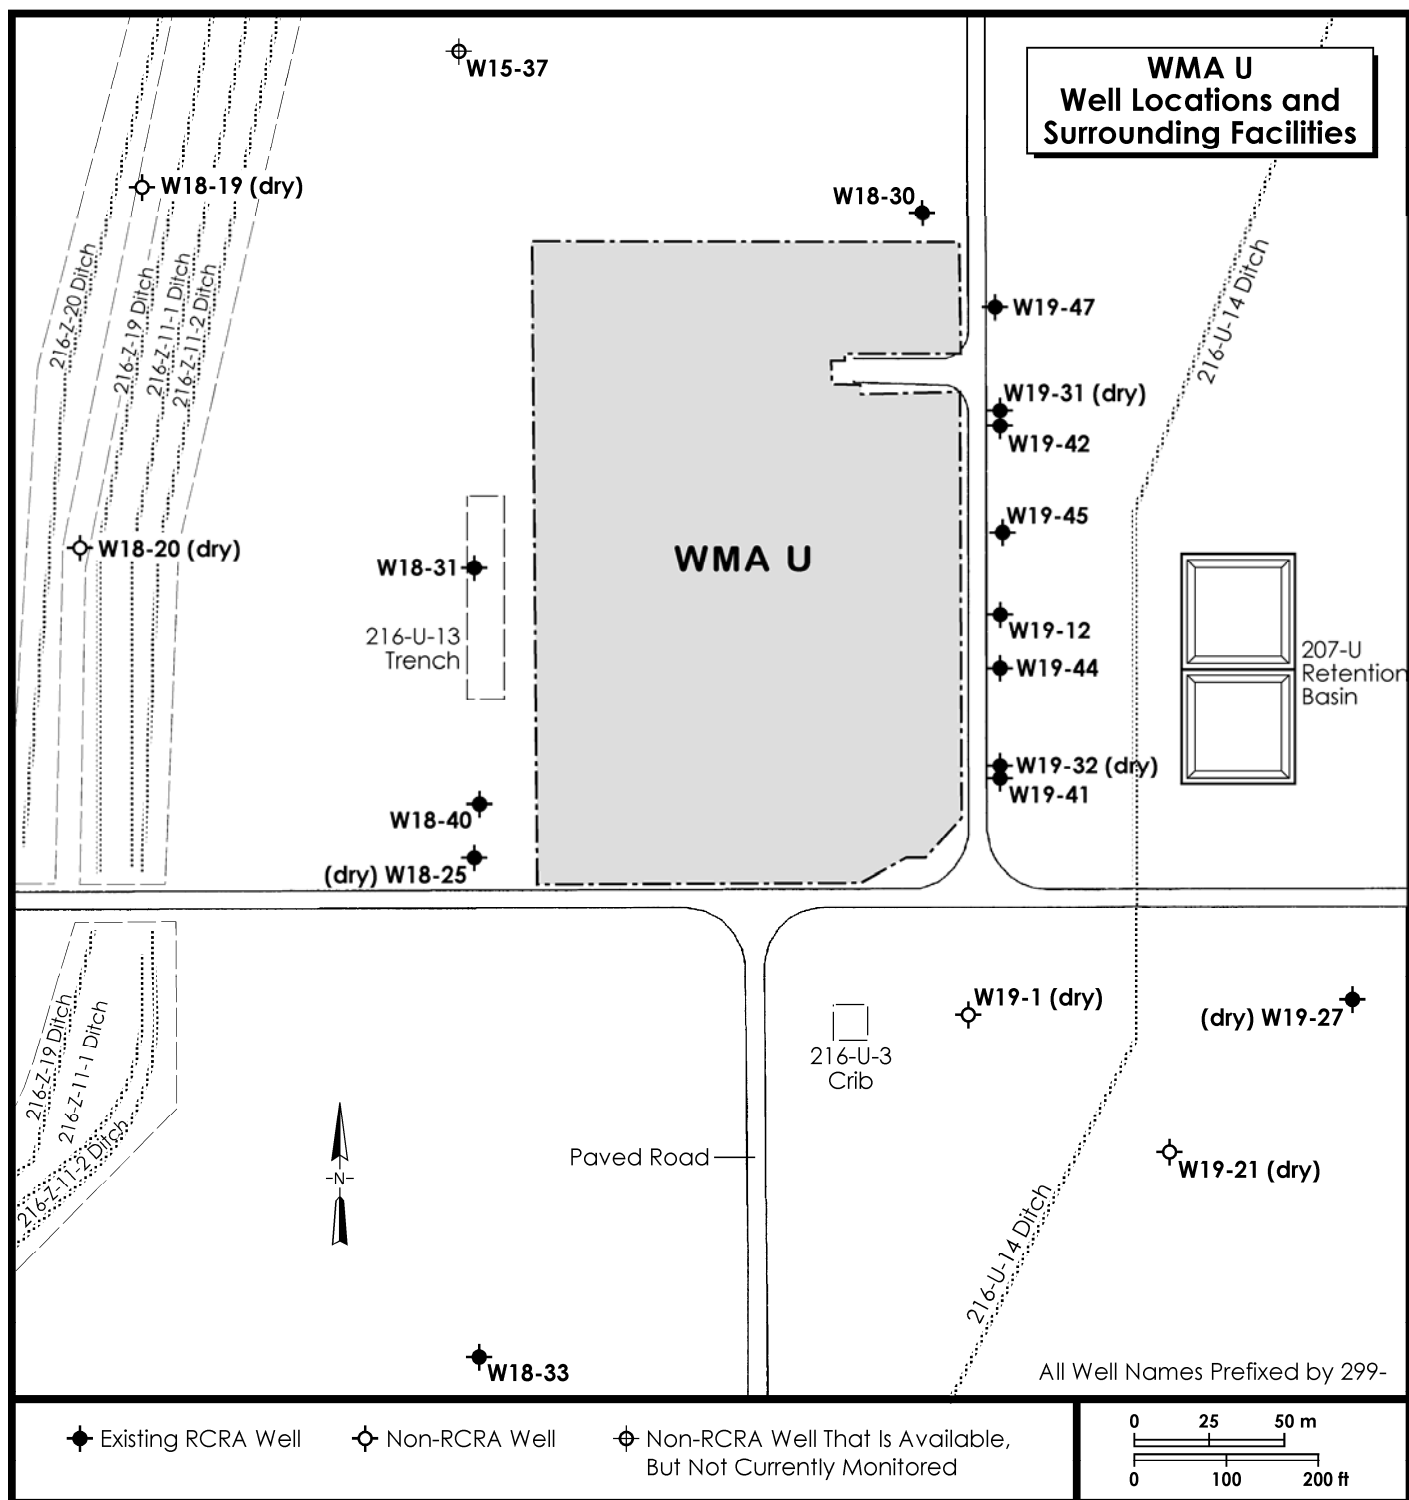 WMA U
Well Locations and
Surrounding Facilities
W15-37
W18-19 (dry)
W18-30
216-Z-20 Ditch
216-Z-19 Ditch
216-Z-11-1 Ditch
216-Z-11-2 Ditch
216-U-14 Ditch
W19-47
W19-31 (dry)
W19-42
W19-45
W18-20 (dry)
W18-31
WMA U
216-U-13
Trench
W19-12
W19-44
207-U
Retention
Basin
W19-32 (dry)
W19-41
W18-40
(dry) W18-25
216-Z-19 Ditch
216-Z-11-1 Ditch
216-Z-11-2 Ditch
W19-1 (dry)
(dry) W19-27
216-U-3
Crib
-N-
Paved Road
W19-21 (dry)
216-U-14 Ditch
W18-33
All Well Names Prefixed by 299-
Existing RCRA Well
Non-RCRA Well
Non-RCRA Well That Is Available,
But Not Currently Monitored
0 25 50 m
0 100 200 ft